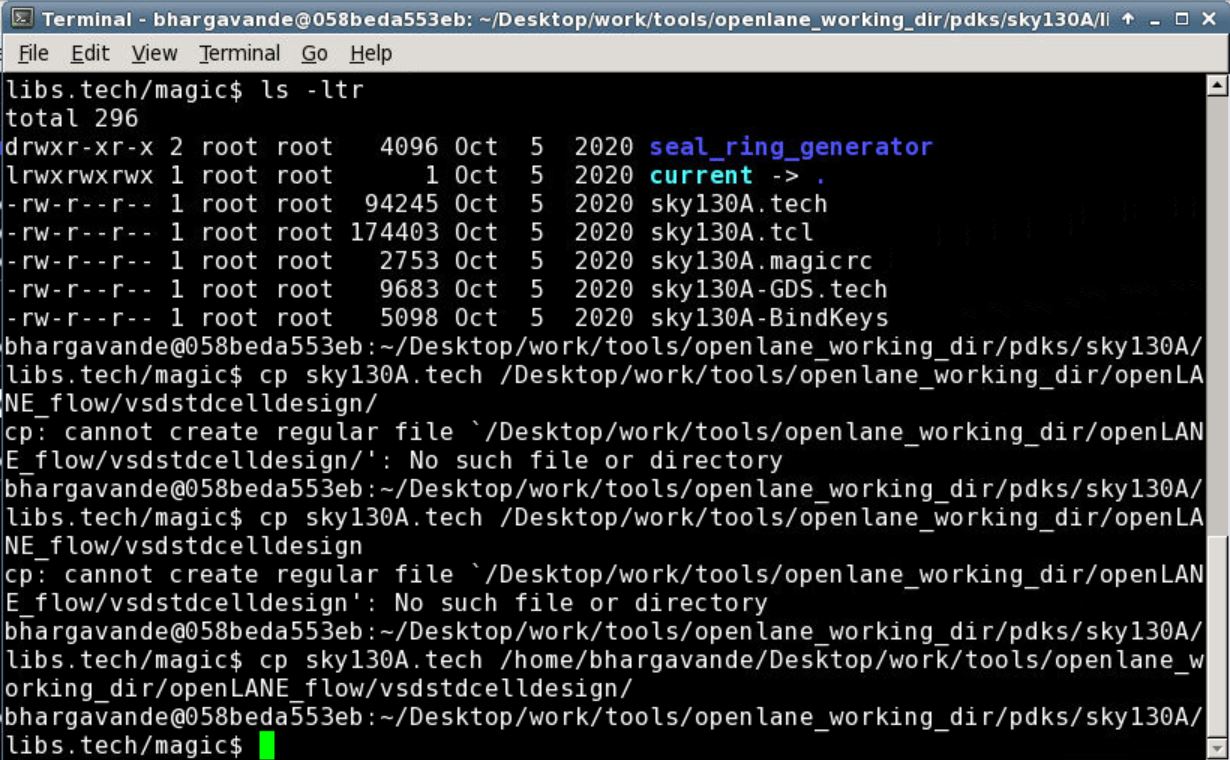 Terminal - bhargavande@058beda553eb: ~/Desktop/work/tools/openlane_working_dir/pdks/sky130A/li
File Edit View Terminal Go Help
libs.tech/magic$ ls -ltr
total 296
drwxr-xr-x 2 root root   4096 Oct  5  2020 seal_ring_generator
lrwxrwxrwx 1 root root      1 Oct  5  2020 current -> .
-rw-r--r-- 1 root root  94245 Oct  5  2020 sky130A.tech
-rw-r--r-- 1 root root 174403 Oct  5  2020 sky130A.tcl
-rw-r--r-- 1 root root   2753 Oct  5  2020 sky130A.magicrc
-rw-r--r-- 1 root root   9683 Oct  5  2020 sky130A-GDS.tech
-rw-r--r-- 1 root root   5098 Oct  5  2020 sky130A-BindKeys
bhargavande@058beda553eb:~/Desktop/work/tools/openlane_working_dir/pdks/sky130A/
libs.tech/magic$ cp sky130A.tech /Desktop/work/tools/openlane_working_dir/openLA
NE_flow/vsdstdcelldesign/
cp: cannot create regular file `/Desktop/work/tools/openlane_working_dir/openLAN
E_flow/vsdstdcelldesign/': No such file or directory
bhargavande@058beda553eb:~/Desktop/work/tools/openlane_working_dir/pdks/sky130A/
libs.tech/magic$ cp sky130A.tech /Desktop/work/tools/openlane_working_dir/openLA
NE_flow/vsdstdcelldesign
cp: cannot create regular file `/Desktop/work/tools/openlane_working_dir/openLAN
E_flow/vsdstdcelldesign': No such file or directory
bhargavande@058beda553eb:~/Desktop/work/tools/openlane_working_dir/pdks/sky130A/
libs.tech/magic$ cp sky130A.tech /home/bhargavande/Desktop/work/tools/openlane_w
orking_dir/openLANE_flow/vsdstdcelldesign/
bhargavande@058beda553eb:~/Desktop/work/tools/openlane_working_dir/pdks/sky130A/
libs.tech/magic$